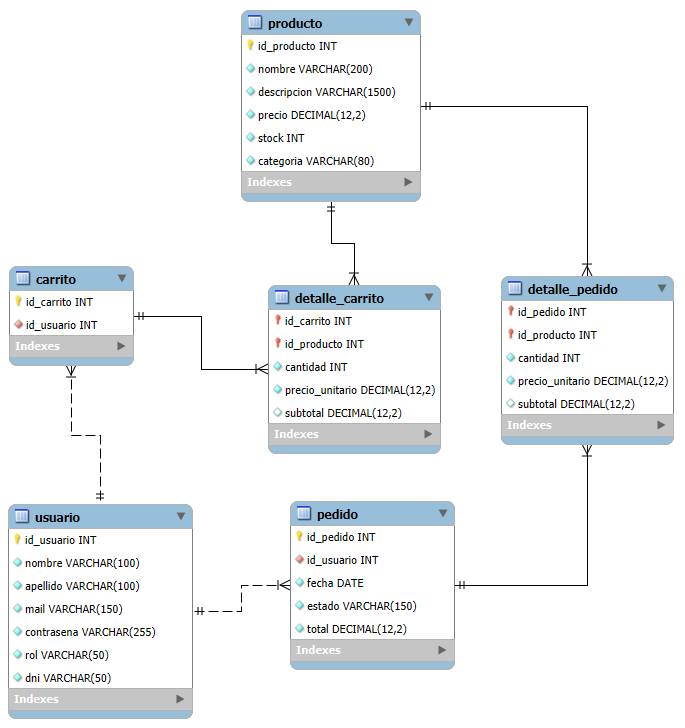 producto
id_producto INT
nombre VARCHAR(200)
descripcion VARCHAR(1500)
precio DECIMAL(12,2)
stock INT
categoria VARCHAR(80)
Indexes
carrito
id_carrito INT
id_usuario INT
Indexes
detalle_carrito
id_carrito INT
id_producto INT
cantidad INT
precio_unitario DECIMAL(12,2)
subtotal DECIMAL(12,2)
Indexes
detalle_pedido
id_pedido INT
id_producto INT
cantidad INT
precio_unitario DECIMAL(12,2)
subtotal DECIMAL(12,2)
Indexes
usuario
id_usuario INT
nombre VARCHAR(100)
apellido VARCHAR(100)
mail VARCHAR(150)
contrasena VARCHAR(255)
rol VARCHAR(50)
dni VARCHAR(50)
Indexes
pedido
id_pedido INT
id_usuario INT
fecha DATE
estado VARCHAR(150)
total DECIMAL(12,2)
Indexes